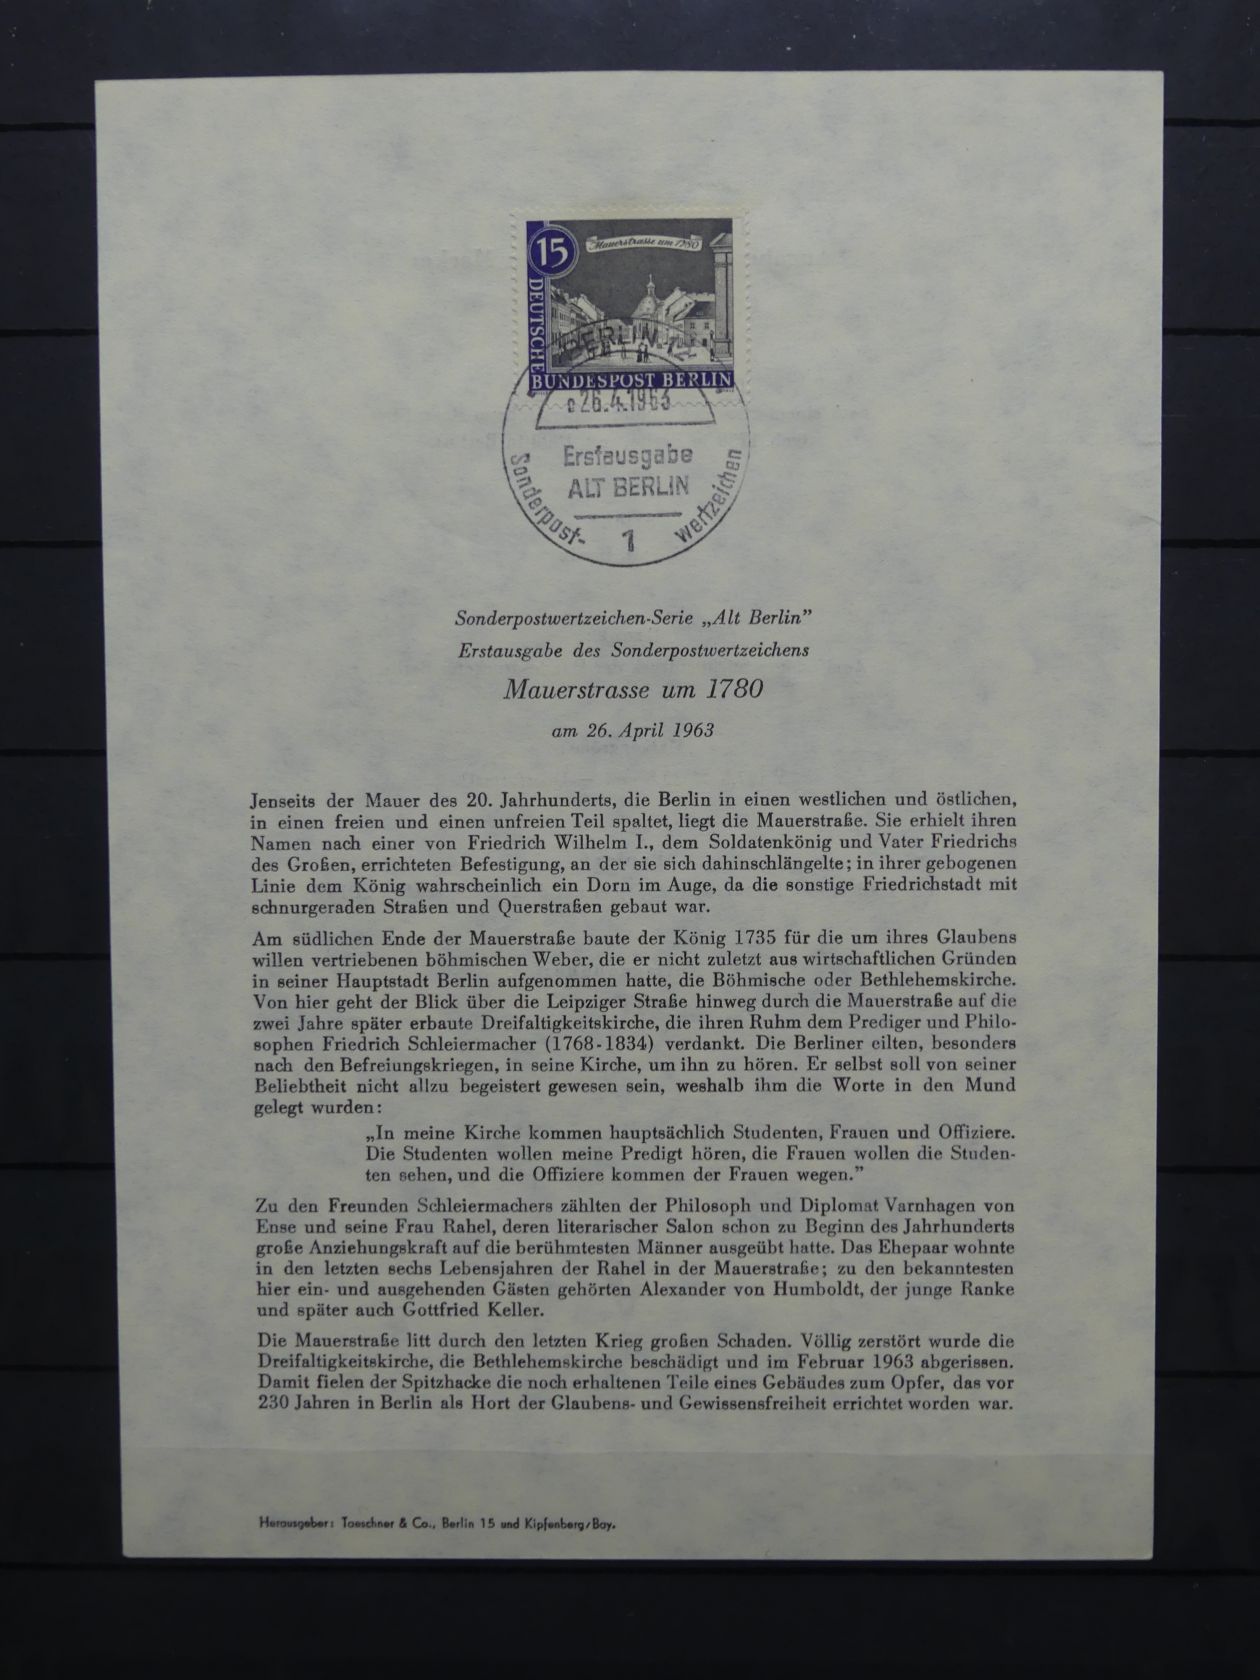 15
Mauerstrasse um 1780
DEUTSCHE
BUNDESPOST BERLIN
BERLIN 12
26.4.1963
Erstausgabe
ALT BERLIN
Sonderpost-
wertzeichen
1
Sonderpostwertzeichen-Serie „Alt Berlin”
Erstausgabe des Sonderpostwertzeichens
Mauerstrasse um 1780
am 26. April 1963
Jenseits der Mauer des 20. Jahrhunderts, die Berlin in einen westlichen und östlichen,
in einen freien und einen unfreien Teil spaltet, liegt die Mauerstraße. Sie erhielt ihren
Namen nach einer von Friedrich Wilhelm I., dem Soldatenkönig und Vater Friedrichs
des Großen, errichteten Befestigung, an der sie sich dahinschlängelte; in ihrer gebogenen
Linie dem König wahrscheinlich ein Dorn im Auge, da die sonstige Friedrichstadt mit
schnurgeraden Straßen und Querstraßen gebaut war.
Am südlichen Ende der Mauerstraße baute der König 1735 für die um ihres Glaubens
willen vertriebenen böhmischen Weber, die er nicht zuletzt aus wirtschaftlichen Gründen
in seiner Hauptstadt Berlin aufgenommen hatte, die Böhmische oder Bethlehemskirche.
Von hier geht der Blick über die Leipziger Straße hinweg durch die Mauerstraße auf die
zwei Jahre später erbaute Dreifaltigkeitskirche, die ihren Ruhm dem Prediger und Philo-
sophen Friedrich Schleiermacher (1768-1834) verdankt. Die Berliner eilten, besonders
nach den Befreiungskriegen, in seine Kirche, um ihn zu hören. Er selbst soll von seiner
Beliebtheit nicht allzu begeistert gewesen sein, weshalb ihm die Worte in den Mund
gelegt wurden:
„In meine Kirche kommen hauptsächlich Studenten, Frauen und Offiziere.
Die Studenten wollen meine Predigt hören, die Frauen wollen die Studen-
ten sehen, und die Offiziere kommen der Frauen wegen.”
Zu den Freunden Schleiermachers zählten der Philosoph und Diplomat Varnhagen von
Ense und seine Frau Rahel, deren literarischer Salon schon zu Beginn des Jahrhunderts
große Anziehungskraft auf die berühmtesten Männer ausgeübt hatte. Das Ehepaar wohnte
in den letzten sechs Lebensjahren der Rahel in der Mauerstraße; zu den bekanntesten
hier ein- und ausgehenden Gästen gehörten Alexander von Humboldt, der junge Ranke
und später auch Gottfried Keller.
Die Mauerstraße litt durch den letzten Krieg großen Schaden. Völlig zerstört wurde die
Dreifaltigkeitskirche, die Bethlehemskirche beschädigt und im Februar 1963 abgerissen.
Damit fielen der Spitzhacke die noch erhaltenen Teile eines Gebäudes zum Opfer, das vor
230 Jahren in Berlin als Hort der Glaubens- und Gewissensfreiheit errichtet worden war.
Herausgeber: Taeschner & Co., Berlin 15 und Kipfenberg/Bay.